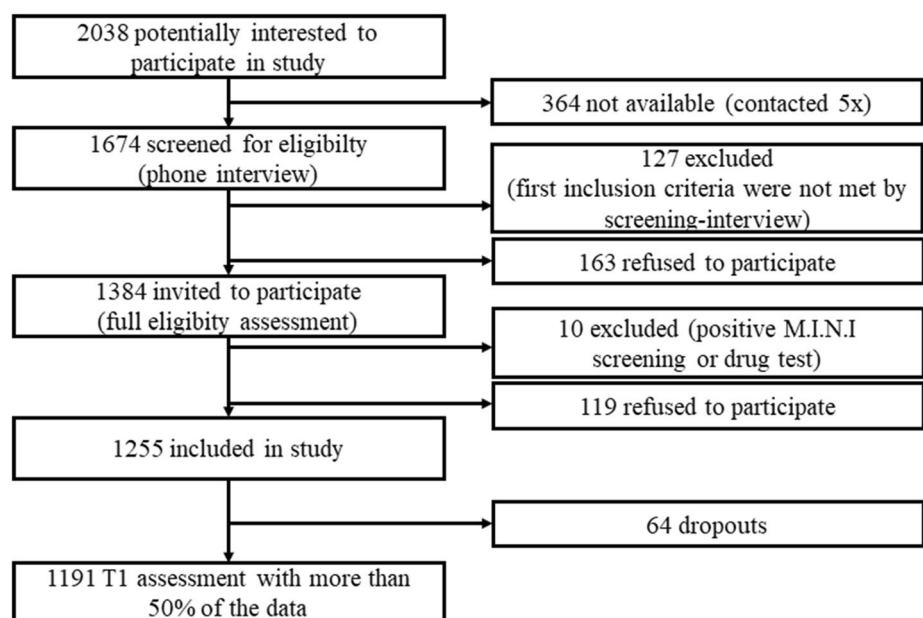 2038 potentially interested to
participate in study
364 not available (contacted 5x)
1674 screened for eligibilty
(phone interview)
127 excluded
(first inclusion criteria were not met by
screening-interview)
163 refused to participate
1384 invited to participate
(full eligibity assessment)
10 excluded (positive M.I.N.I
screening or drug test)
119 refused to participate
1255 included in study
64 dropouts
1191 T1 assessment with more than
50% of the data